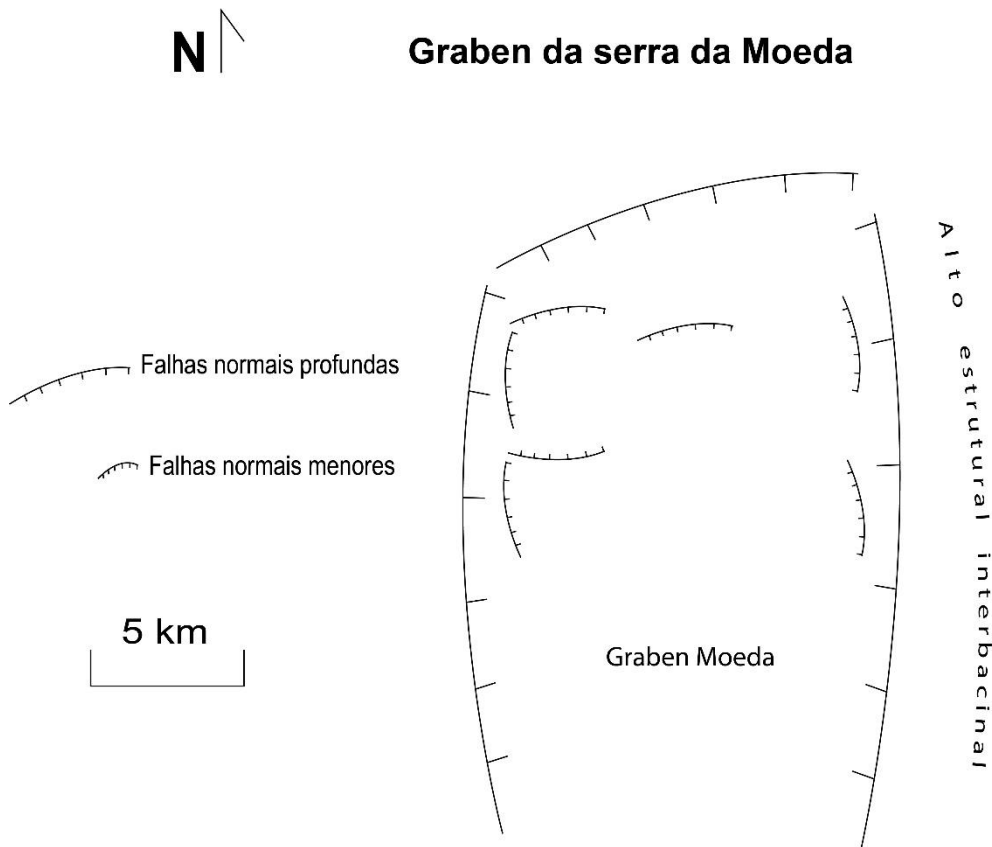 N
Graben da serra da Moeda
Alto estrutural interbacinal
Falhas normais profundas
Falhas normais menores
5 km
Graben Moeda